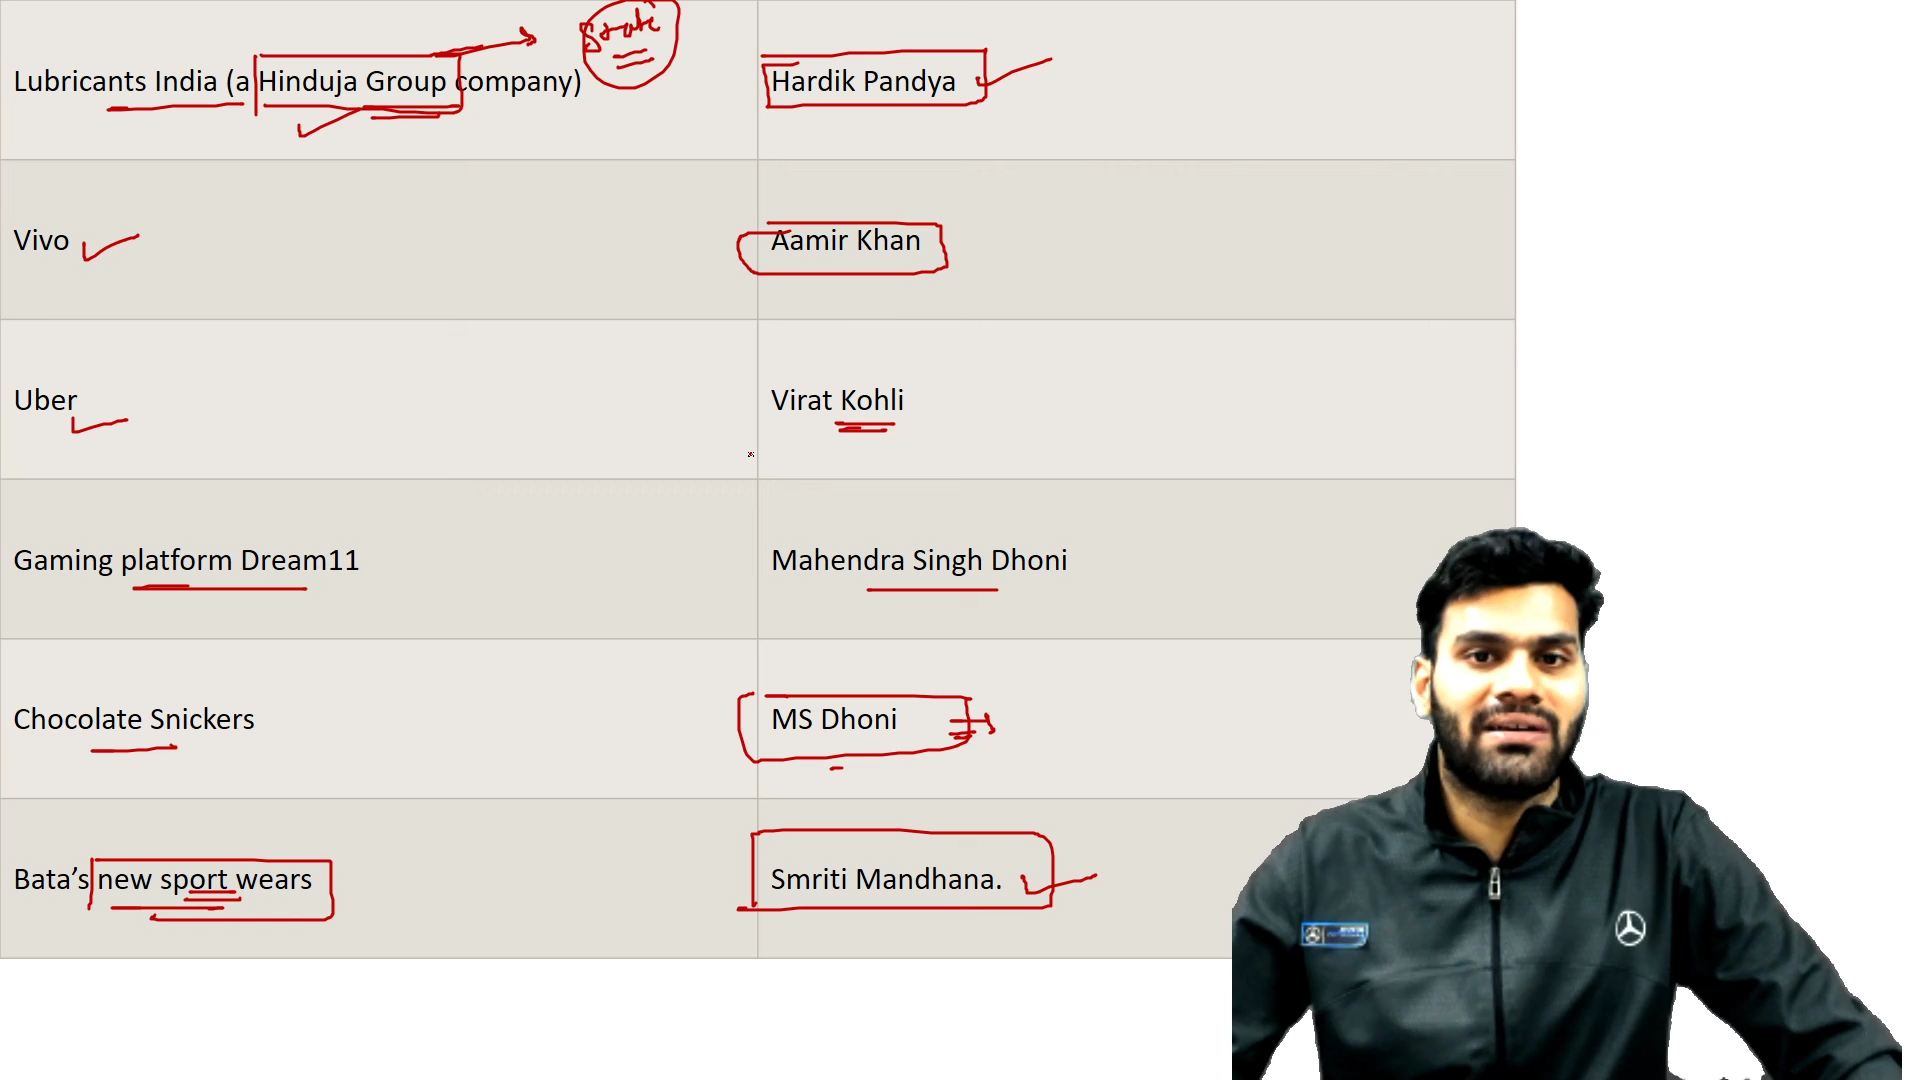 Lubricants India (a Hinduja Group company)
Hardik Pandya
Vivo
Aamir Khan
Uber
Virat Kohli
Gaming platform Dream11
Mahendra Singh Dhoni
Chocolate Snickers
MS Dhoni
Bata’s new sport wears
Smriti Mandhana.